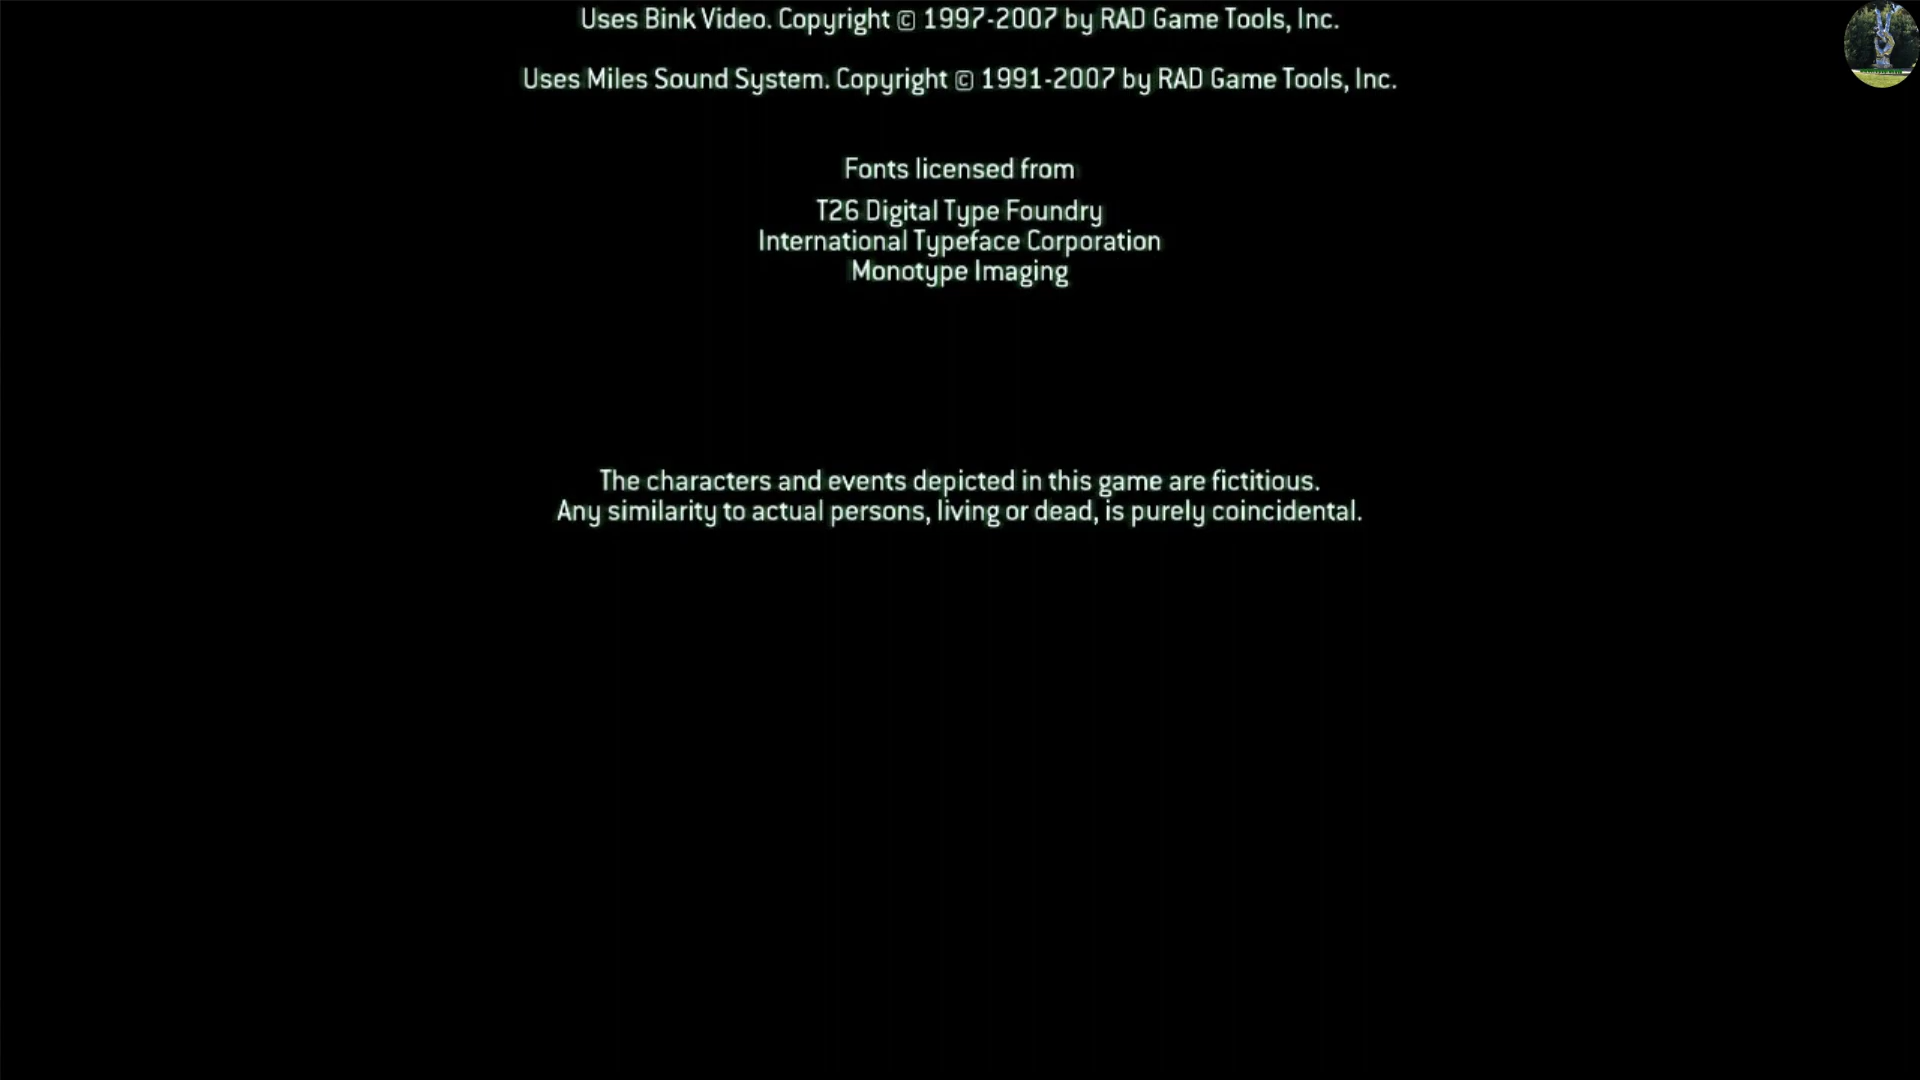 Uses Bink Video. Copyright © 1997-2007 by RAD Game Tools, Inc.
Uses Miles Sound System. Copyright © 1991-2007 by RAD Game Tools, Inc.
Fonts licensed from
T26 Digital Type Foundry
International Typeface Corporation
Monotype Imaging
The characters and events depicted in this game are fictitious.
Any similarity to actual persons, living or dead, is purely coincidental.